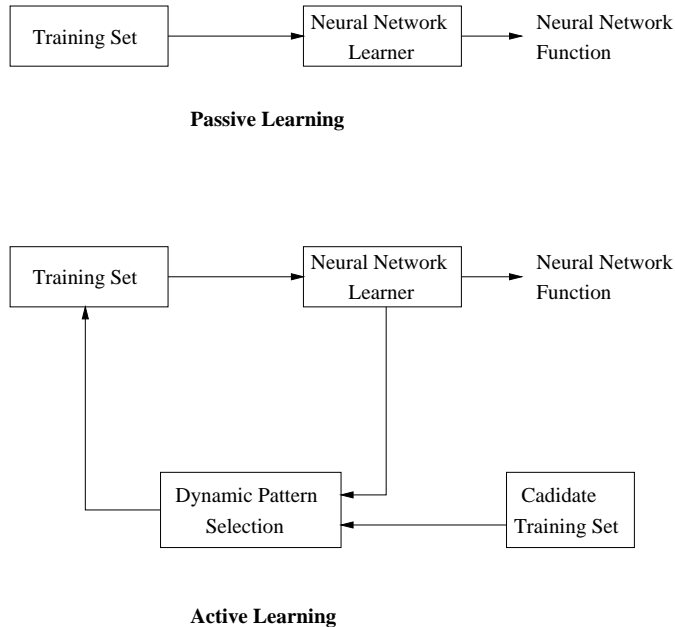 Training Set
Neural Network
Learner
Neural Network
Function
Passive Learning
Training Set
Neural Network
Learner
Neural Network
Function
Dynamic Pattern
Selection
Cadidate
Training Set
Active Learning